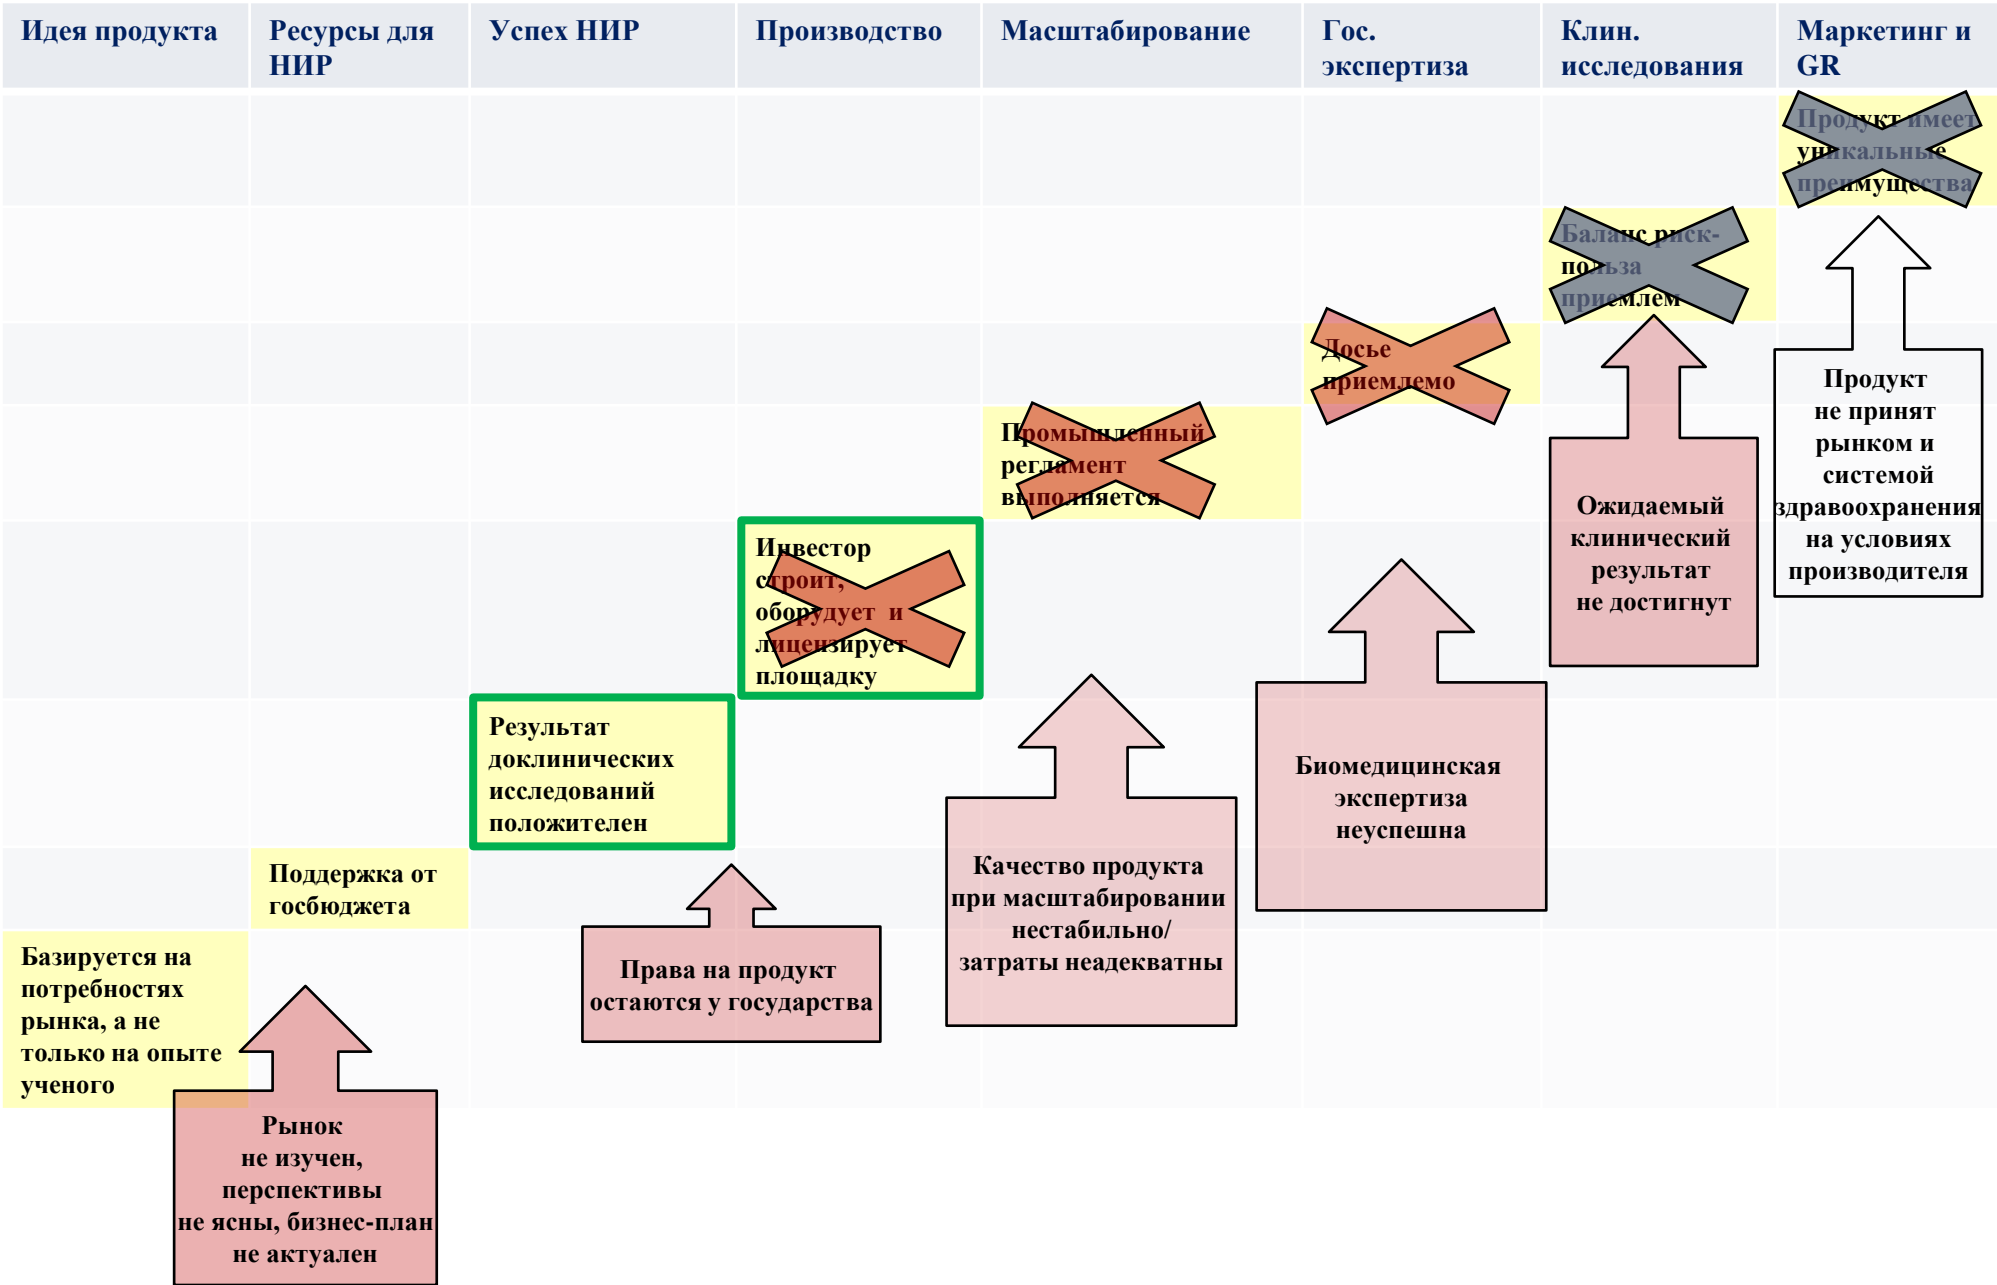 Идея продукта
Ресурсы для
НИР
Успех НИР
Производство
Масштабирование
Гос.
экспертиза
Клин.
исследования
Маркетинг и
GR
Продукт имеет
уникальные
преимущества
Баланс риск-
польза
приемлем
Досье
приемлемо
Промышленный
регламент
выполняется
Инвестор
строит,
оборудует и
лицензирует
площадку
Результат
доклинических
исследований
положителен
Поддержка от
госбюджета
Базируется на
потребностях
рынка, а не
только на опыте
ученого
Рынок
не изучен,
перспективы
не ясны, бизнес-план
не актуален
Права на продукт
остаются у государства
Качество продукта
при масштабировании
нестабильно/
затраты неадекватны
Биомедицинская
экспертиза
неуспешна
Ожидаемый
клинический
результат
не достигнут
Продукт
не принят
рынком и
системой
здравоохранения
на условиях
производителя